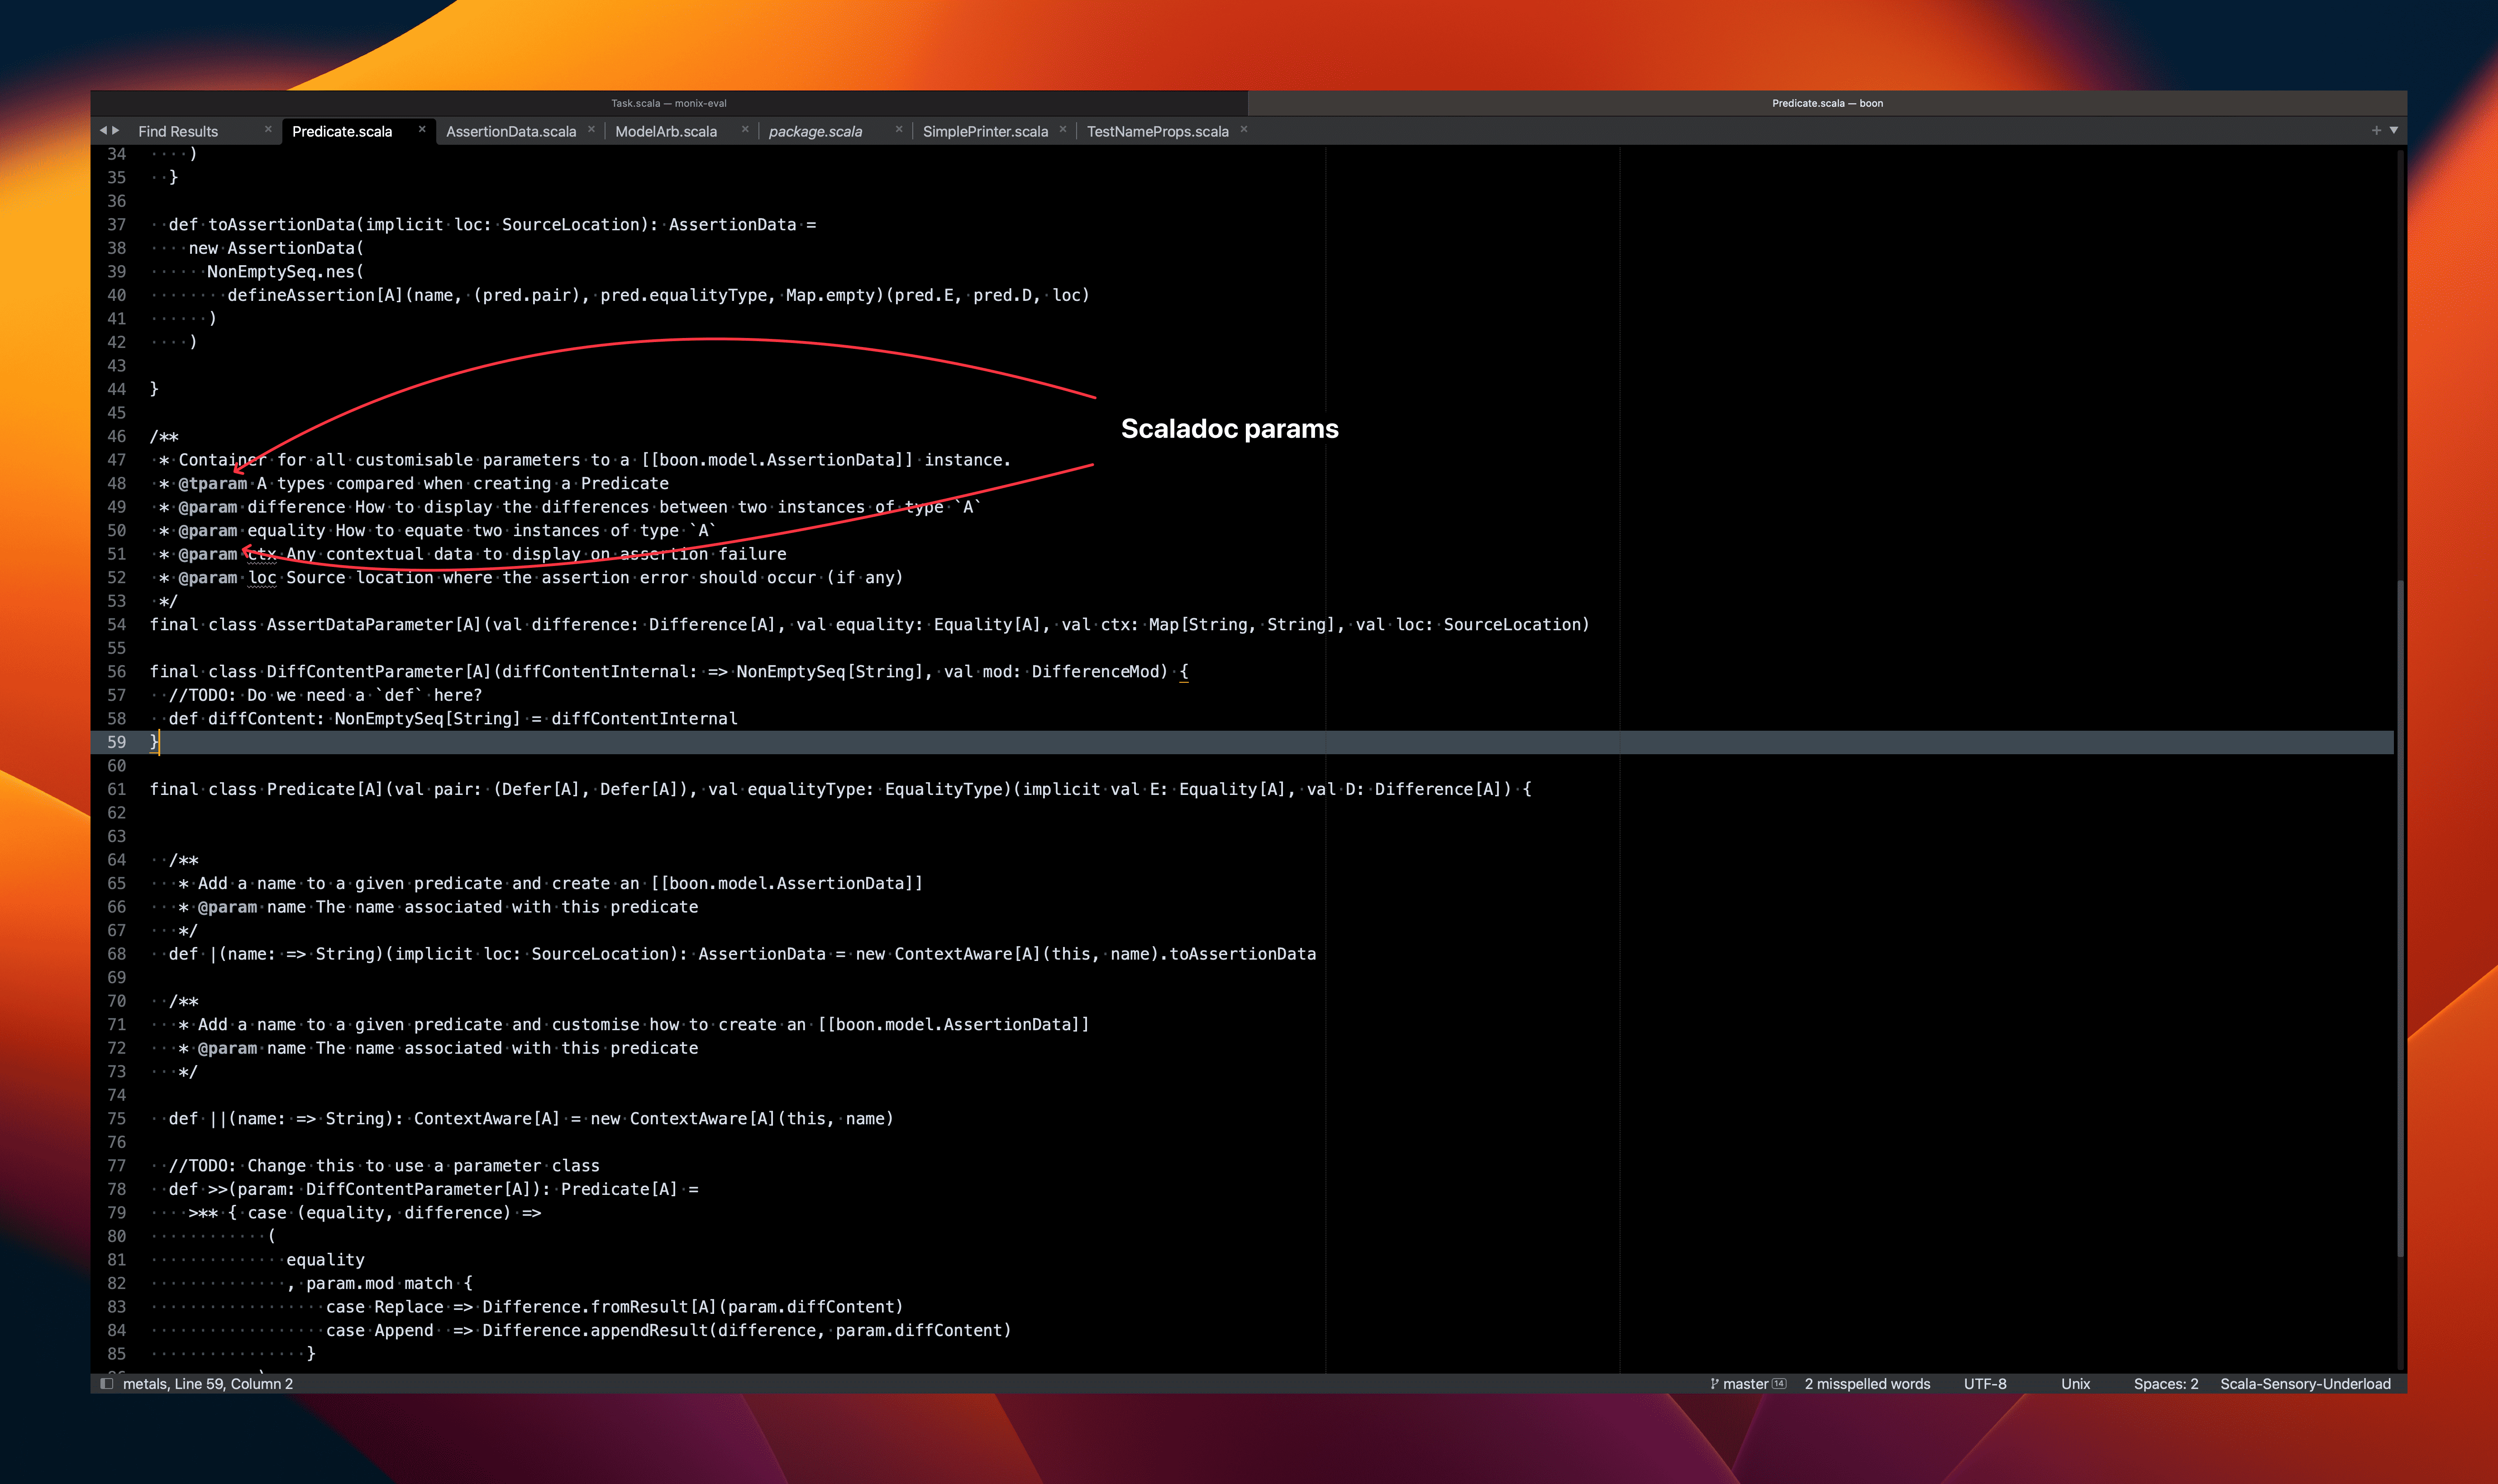 Task.scala — monix-eval
Predicate.scala — boon
Find Results
Predicate.scala
AssertionData.scala
ModelArb.scala
package.scala
SimplePrinter.scala
TestNameProps.scala
34 )
35 }
36
37 def toAssertionData(implicit loc: SourceLocation): AssertionData =
38 new AssertionData(
39 NonEmptySeq.nes(
40 defineAssertion[A](name, (pred.pair), pred.equalityType, Map.empty)(pred.E, pred.D, loc)
41 )
42 )
43
44 }
45
Scaladoc params
46 /**
47 * Container for all customisable parameters to a [[boon.model.AssertionData]] instance.
48 * @tparam A types compared when creating a Predicate
49 * @param difference How to display the differences between two instances of type `A`
50 * @param equality How to equate two instances of type `A`
51 * @param ctx Any contextual data to display on assertion failure
52 * @param loc Source location where the assertion error should occur (if any)
53 */
54 final class AssertDataParameter[A](val difference: Difference[A], val equality: Equality[A], val ctx: Map[String, String], val loc: SourceLocation)
55
56 final class DiffContentParameter[A](diffContentInternal: => NonEmptySeq[String], val mod: DifferenceMod) {
57 //TODO: Do we need a `def` here?
58 def diffContent: NonEmptySeq[String] = diffContentInternal
59 }
60
61 final class Predicate[A](val pair: (Defer[A], Defer[A]), val equalityType: EqualityType)(implicit val E: Equality[A], val D: Difference[A]) {
62
63
64 /**
65 * Add a name to a given predicate and create an [[boon.model.AssertionData]]
66 * @param name The name associated with this predicate
67 */
68 def |(name: => String)(implicit loc: SourceLocation): AssertionData = new ContextAware[A](this, name).toAssertionData
69
70 /**
71 * Add a name to a given predicate and customise how to create an [[boon.model.AssertionData]]
72 * @param name The name associated with this predicate
73 */
74
75 def ||(name: => String): ContextAware[A] = new ContextAware[A](this, name)
76
77 //TODO: Change this to use a parameter class
78 def >>(param: DiffContentParameter[A]): Predicate[A] =
79 >** { case (equality, difference) =>
80 (
81 equality
82 , param.mod match {
83 case Replace => Difference.fromResult[A](param.diffContent)
84 case Append  => Difference.appendResult(difference, param.diffContent)
85 }
metals, Line 59, Column 2
master 14
2 misspelled words
UTF-8
Unix
Spaces: 2
Scala-Sensory-Underload